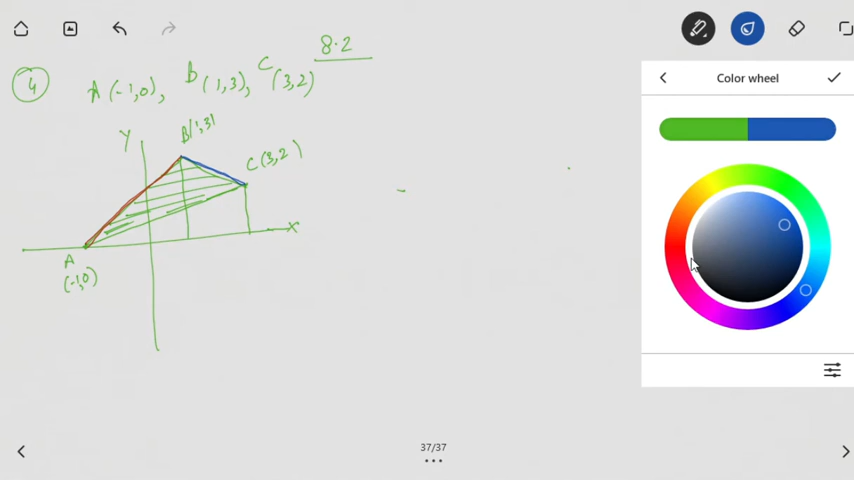 8.2
4 A(-1,0), B(1,3), C(3,2)
Y
B(1,3)
C(3,2)
X
A
(-1,0)
Color wheel
37/37